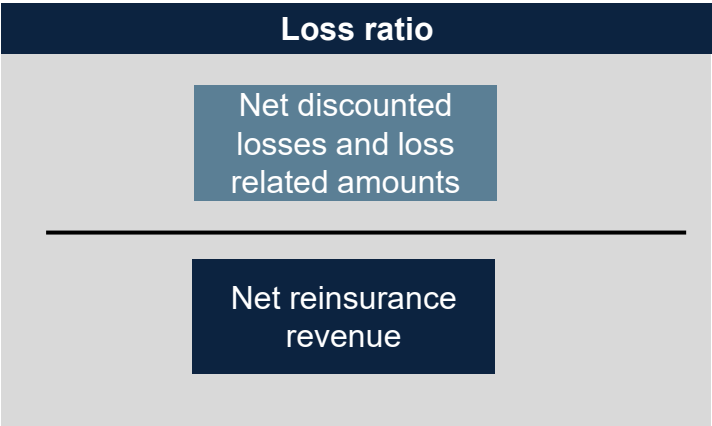 Loss ratio
Net discounted
losses and loss
related amounts
Net reinsurance
revenue